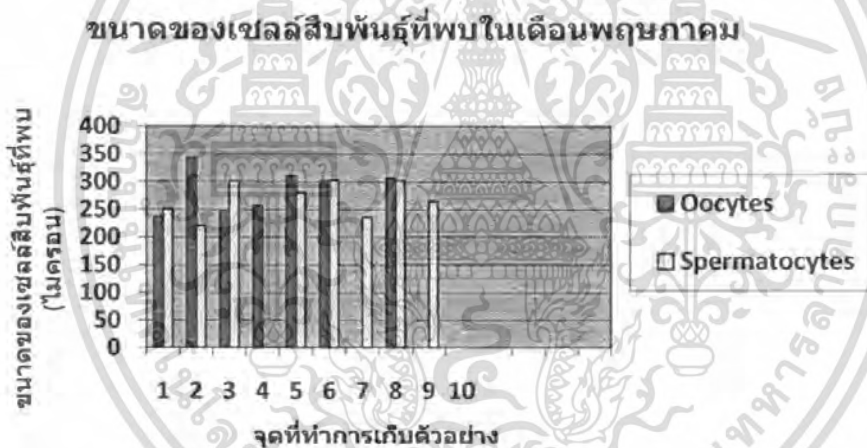 ขนาดของเซลล์สืบพันธุ์ที่พบในเดือนพฤษภาคม
ขนาดของเซลล์สืบพันธุ์ที่พบ
(ไมครอน)
400
350
300
250
200
150
100
50
0
1 2 3 4 5 6 7 8 9 10
จุดที่ทำการเก็บตัวอย่าง
Oocytes
Spermatocytes